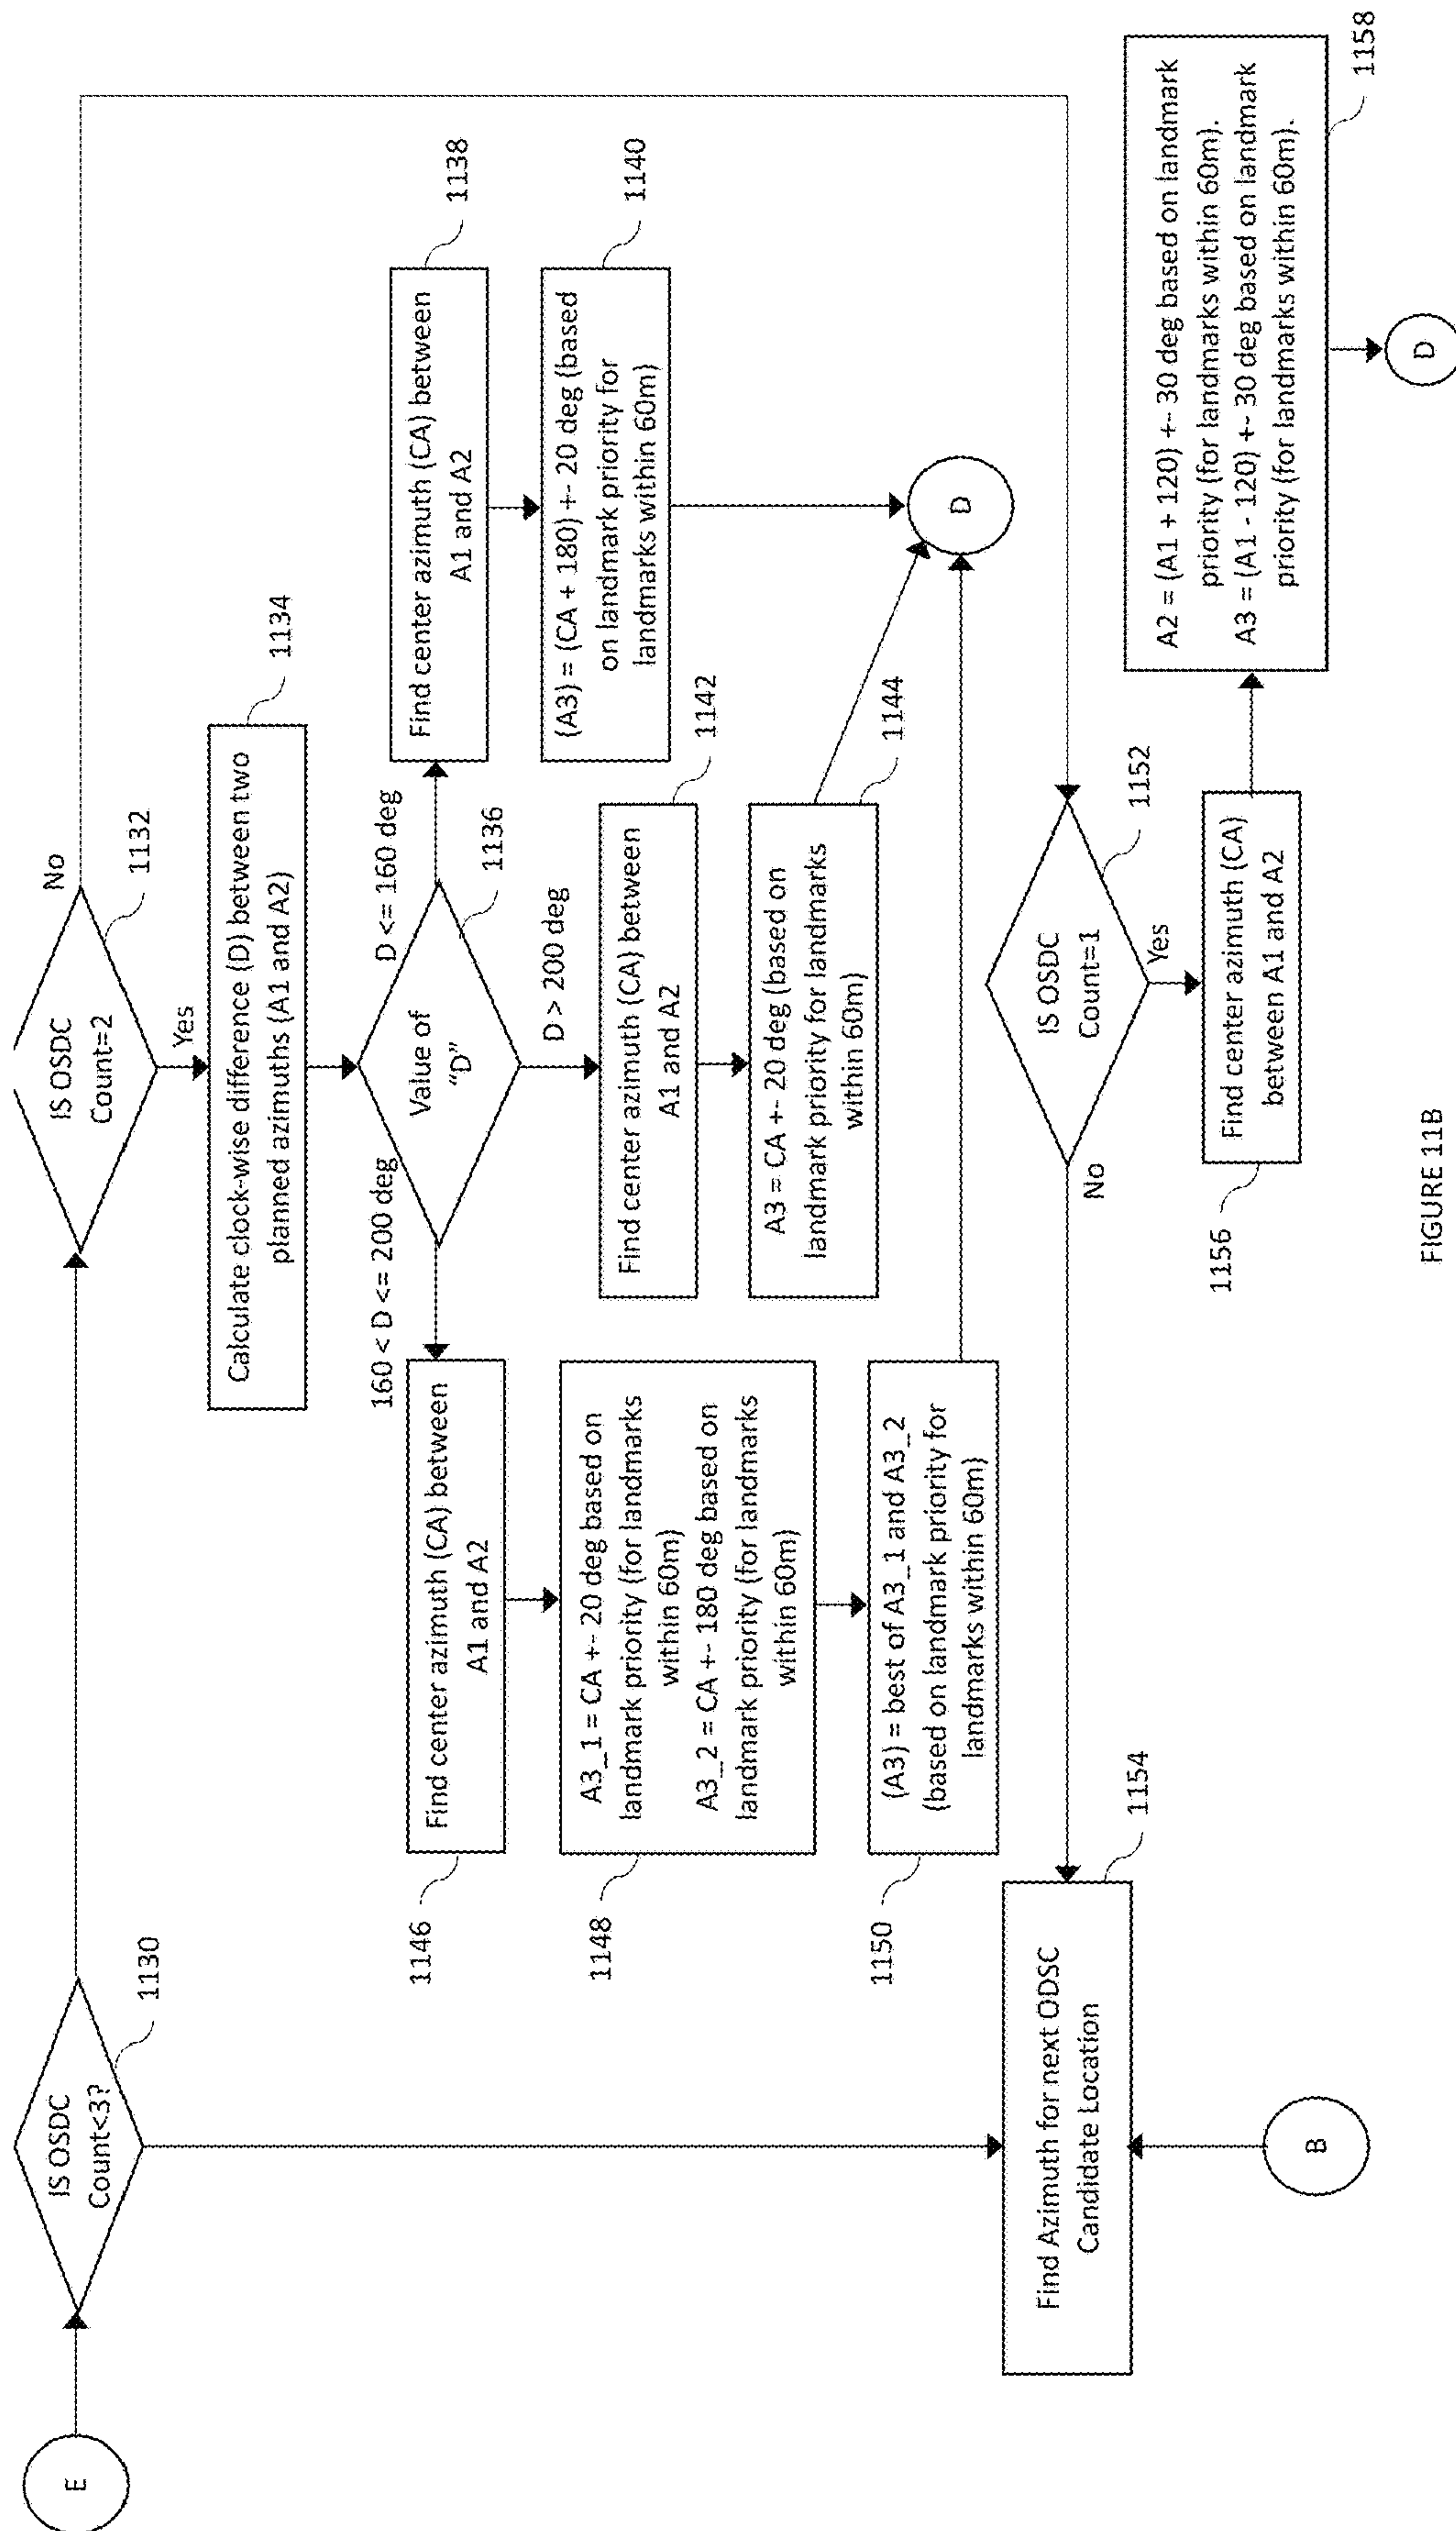 E
IS OSDC
Count<3?
1130
IS OSDC
Count=2
1132
No
Yes
Calculate clock-wise difference (D) between two
planned azimuths (A1 and A2)
1134
Value of
"D"
1136
160 < D <= 200 deg
D > 200 deg
D <= 160 deg
Find center azimuth (CA) between
A1 and A2
1138
(A3) = (CA + 180) +- 20 deg (based
on landmark priority for
landmarks within 60m)
1140
Find center azimuth (CA) between
A1 and A2
1142
A3 = CA +- 20 deg (based on
landmark priority for landmarks
within 60m)
1144
Find center azimuth (CA) between
A1 and A2
1146
A3_1 = CA +- 20 deg based on
landmark priority (for landmarks
within 60m)
A3_2 = CA +- 180 deg based on
landmark priority (for landmarks
within 60m)
1148
(A3) = best of A3_1 and A3_2
(based on landmark priority for
landmarks within 60m)
1150
D
IS OSDC
Count=1
1152
No
Yes
Find Azimuth for next ODSC
Candidate Location
1154
B
Find center azimuth (CA)
between A1 and A2
1156
A2 = (A1 + 120) +- 30 deg based on landmark
priority (for landmarks within 60m).
A3 = (A1 - 120) +- 30 deg based on landmark
priority (for landmarks within 60m).
1158
D
FIGURE 11B